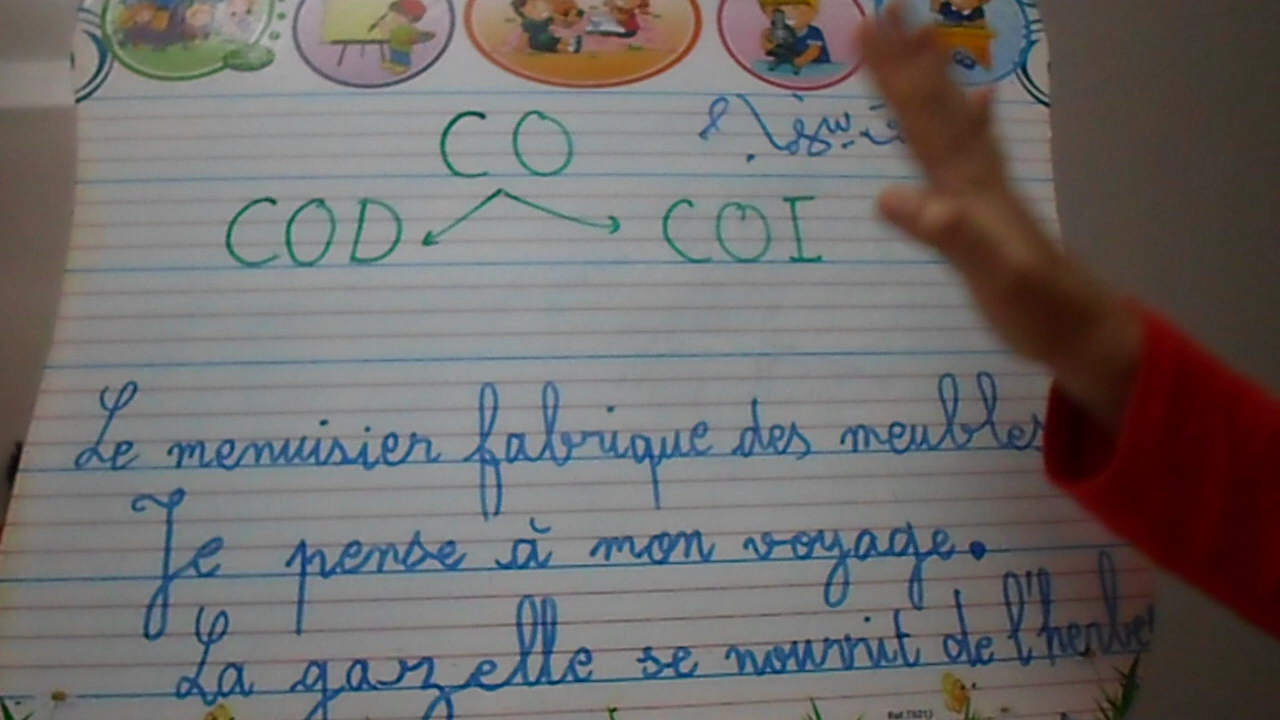 CO
COD COI
Le menuisier fabrique des meubles
Je pense à mon voyage.
La gazelle se nourrit de l'herbe